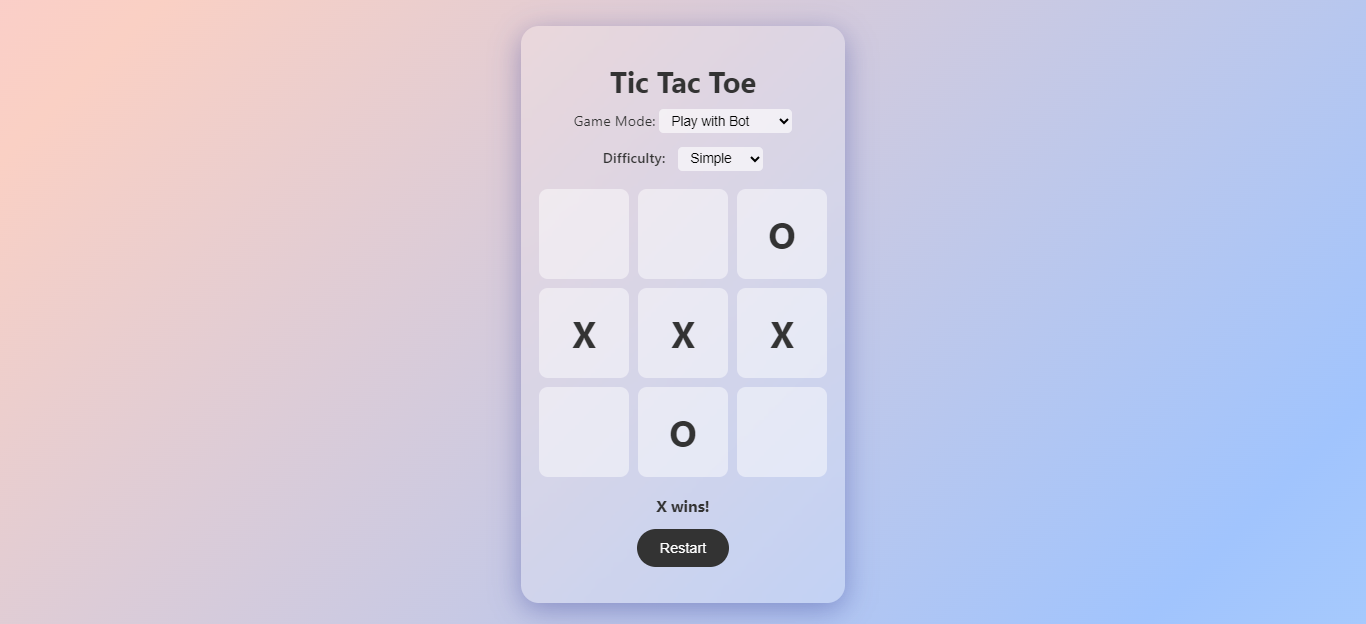 Tic Tac Toe
Game Mode: Play with Bot
Difficulty: Simple
O
X X X
O
X wins!
Restart